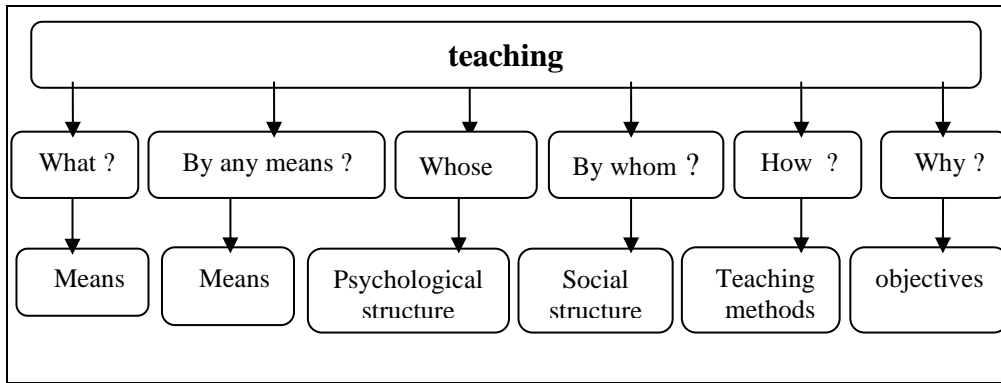 teaching
What ?
By any means ?
Whose
By whom ?
How ?
Why ?
Means
Means
Psychological
structure
Social
structure
Teaching
methods
objectives